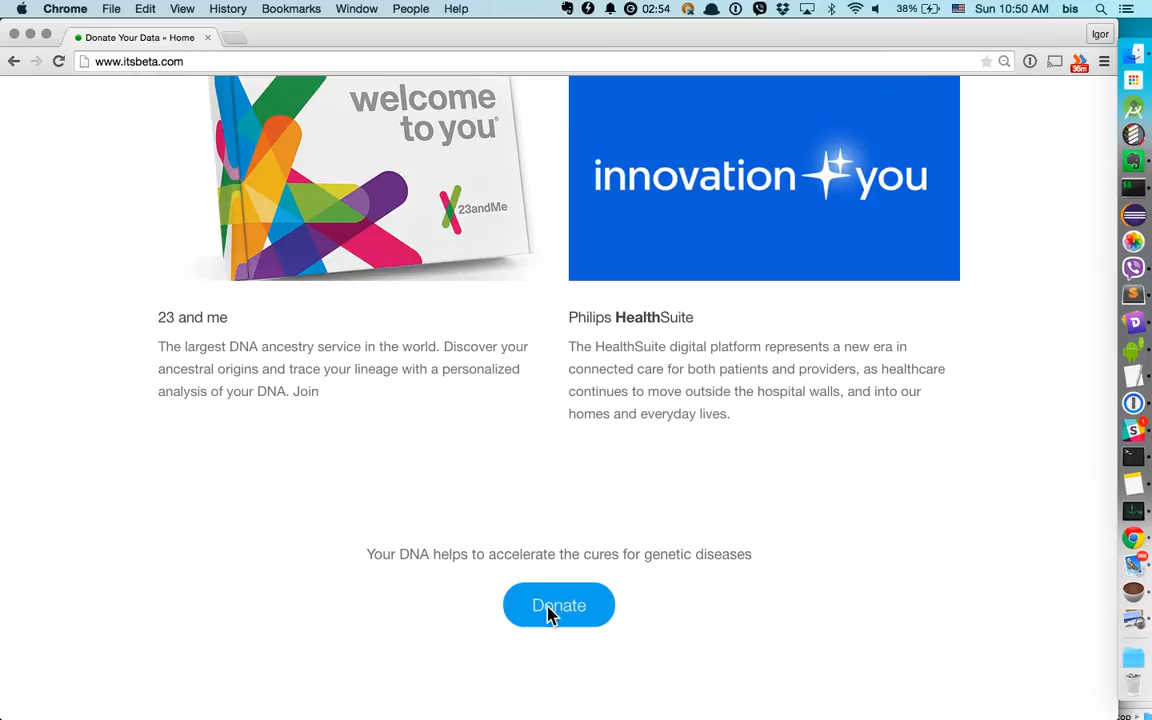 Chrome File Edit View History Bookmarks Window People Help 02:54 38% Sun 10:50 AM bis
Donate Your Data » Home
Igor
www.itsbeta.com
35m
welcome
to you®
23andMe
innovation you
23 and me
The largest DNA ancestry service in the world. Discover your
ancestral origins and trace your lineage with a personalized
analysis of your DNA. Join
Philips HealthSuite
The HealthSuite digital platform represents a new era in
connected care for both patients and providers, as healthcare
continues to move outside the hospital walls, and into our
homes and everyday lives.
Your DNA helps to accelerate the cures for genetic diseases
Donate